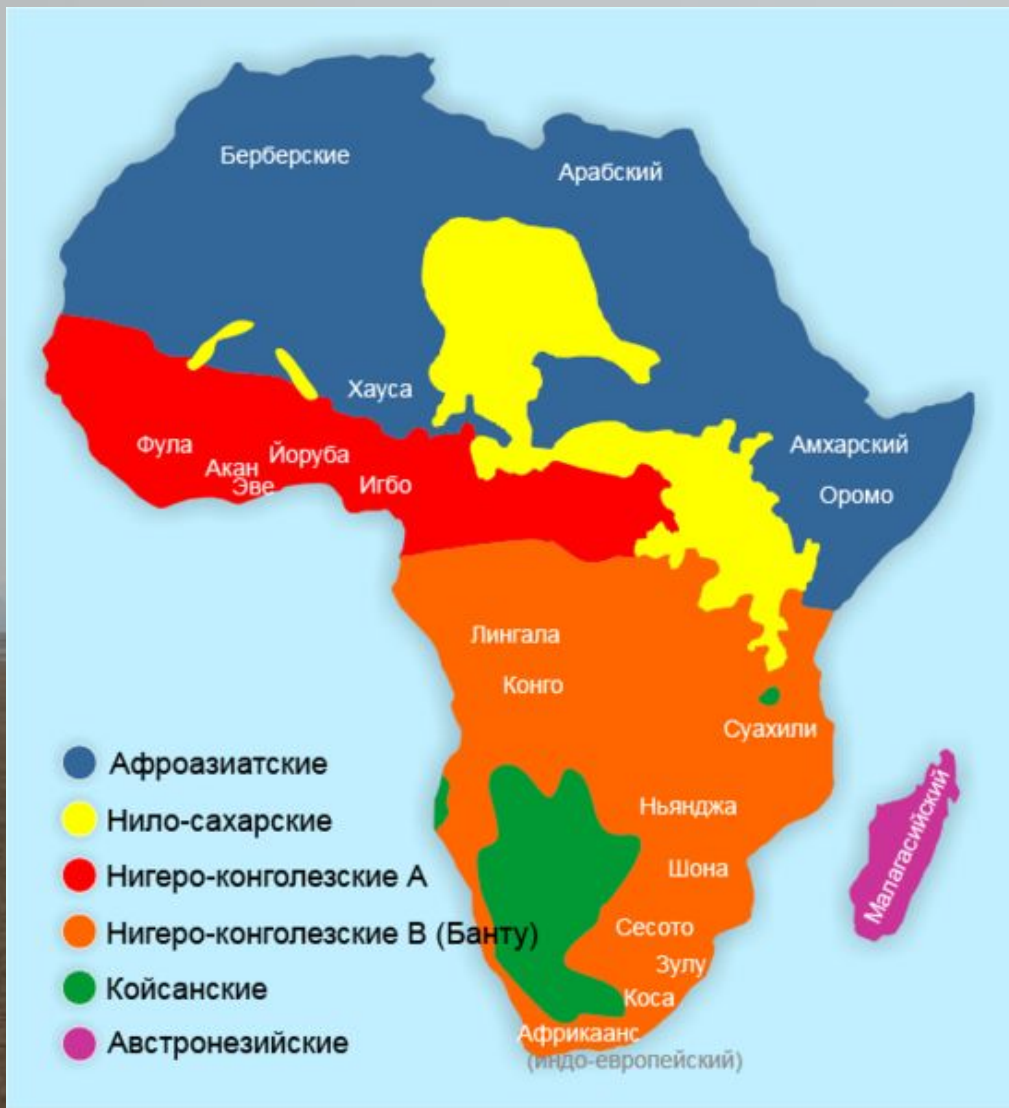 Берберские
Арабский
Хауса
Фула
Акан
Эве
Йоруба
Игбо
Амхарский
Оромо
Лингала
Конго
Суахили
Ньянджа
Шона
Сесото
Зулу
Коса
Африкаанс
(индо-европейский)
Малагасийский
Афроазиатские
Нило-сахарские
Нигеро-конголезские А
Нигеро-конголезские В (Банту)
Койсанские
Австронезийские